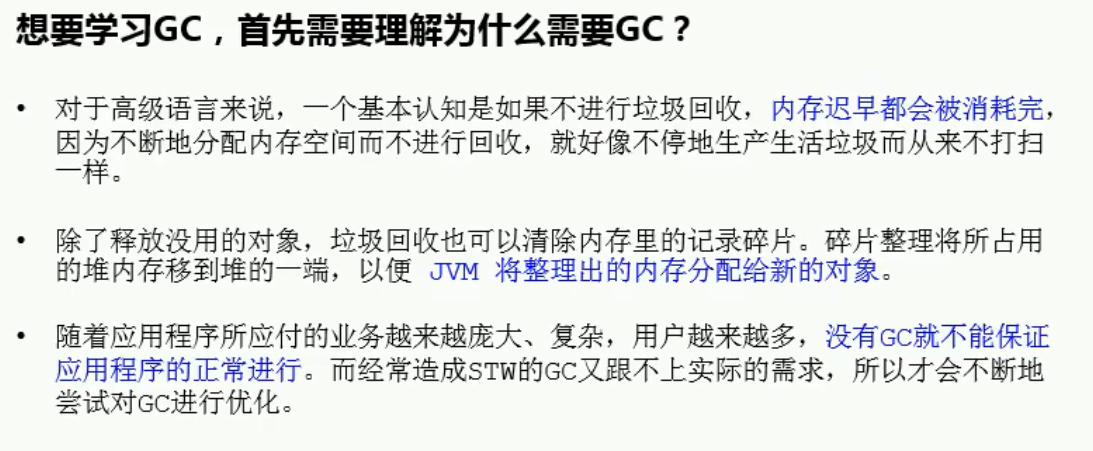 想要学习GC，首先需要理解为什么需要GC？
• 对于高级语言来说，一个基本认知是如果不进行垃圾回收，内存迟早都会被消耗完，
因为不断地分配内存空间而不进行回收，就好像不停地生产生活垃圾而从来不打扫
一样。
• 除了释放没用的对象，垃圾回收也可以清除内存里的记录碎片。碎片整理将所占用
的堆内存移到堆的一端，以便 JVM 将整理出的内存分配给新的对象。
• 随着应用程序所应付的业务越来越庞大、复杂，用户越来越多，没有GC就不能保证
应用程序的正常进行。而经常造成STW的GC又跟不上实际的需求，所以才会不断地
尝试对GC进行优化。